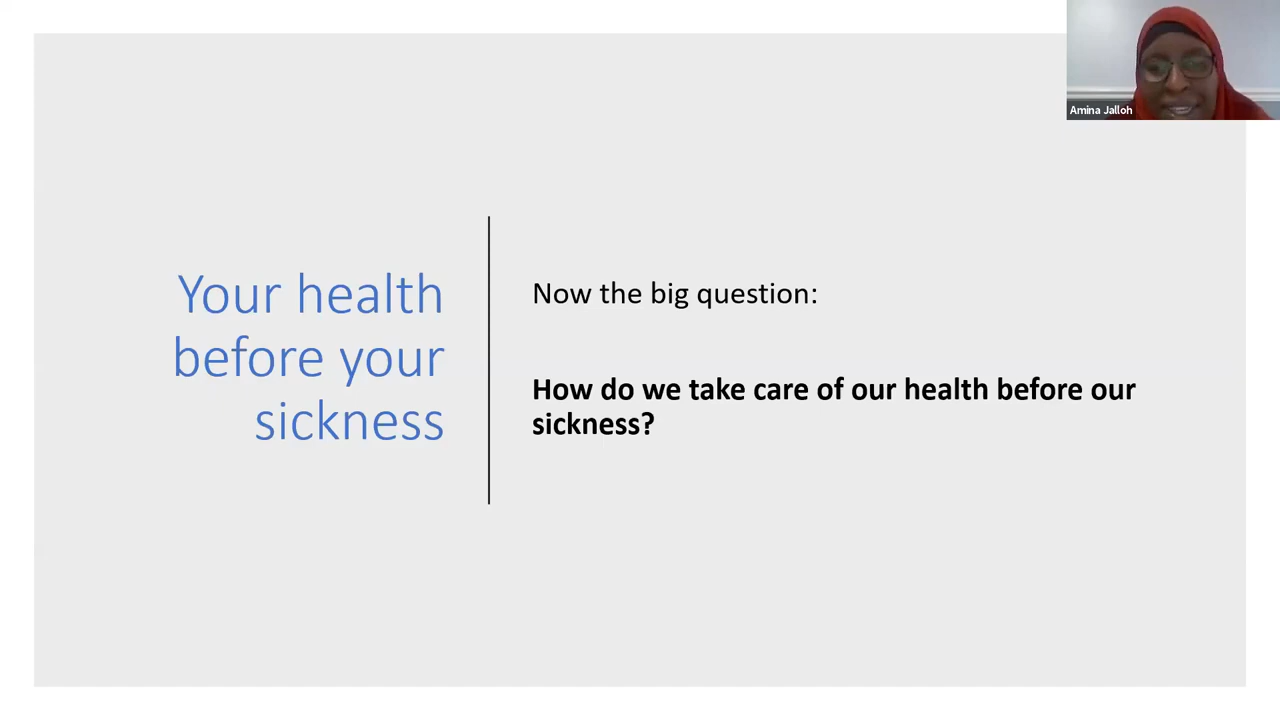 Amina Jalloh
Your health
before your
sickness
Now the big question:
How do we take care of our health before our
sickness?